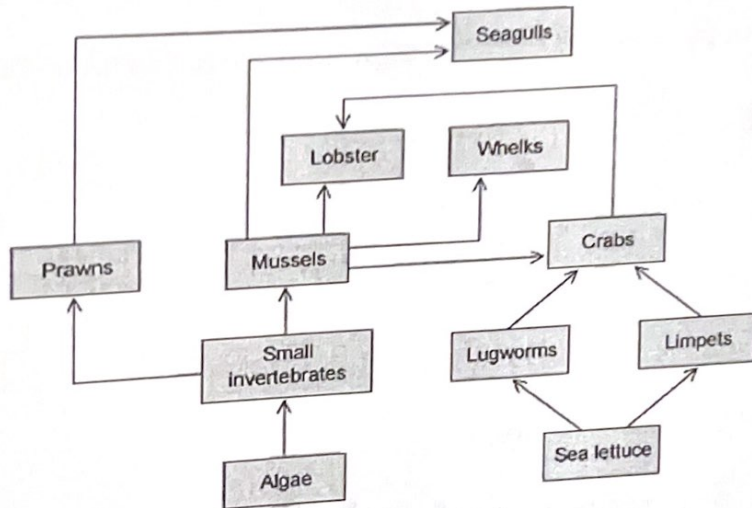 Seagulls
Lobster
Whelks
Prawns
Mussels
Crabs
Small
invertebrates
Lugworms
Limpets
Algae
Sea lettuce